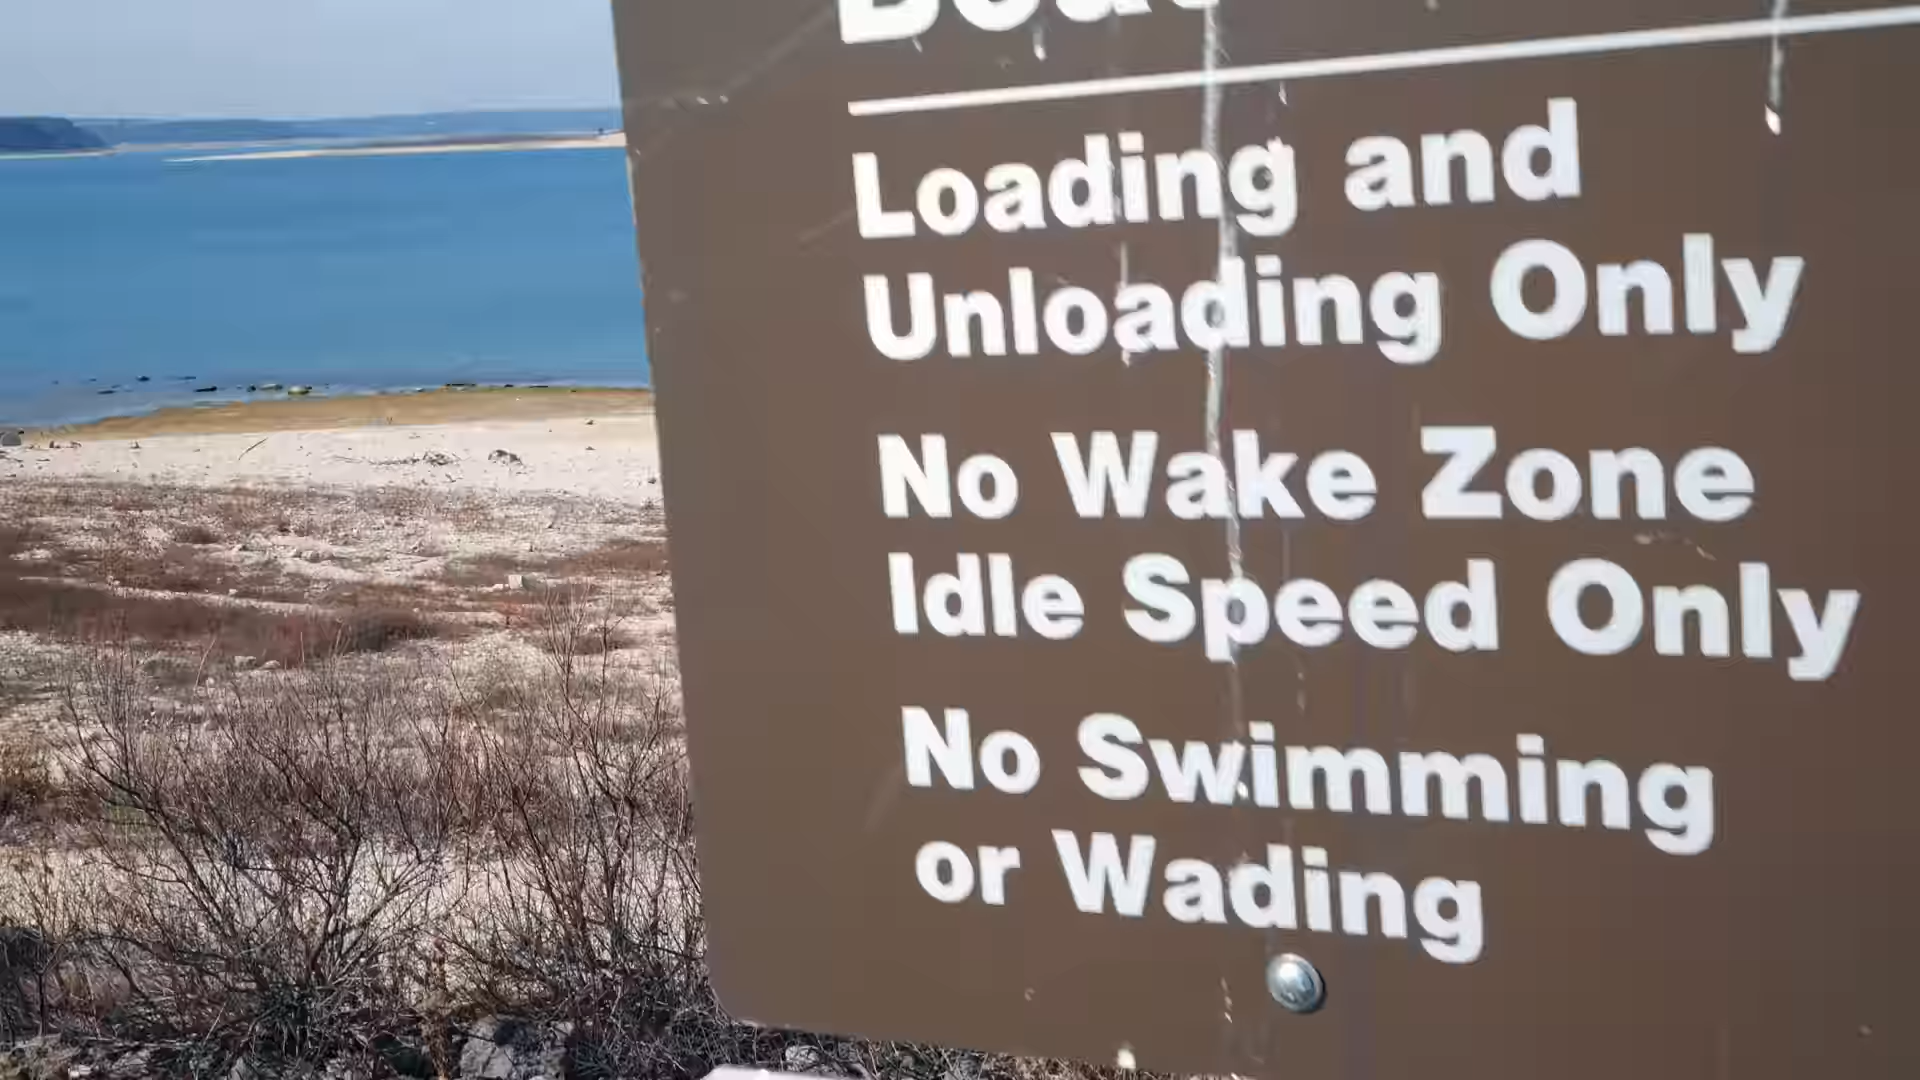 Loading and
Unloading Only
No Wake Zone
Idle Speed Only
No Swimming
or Wading